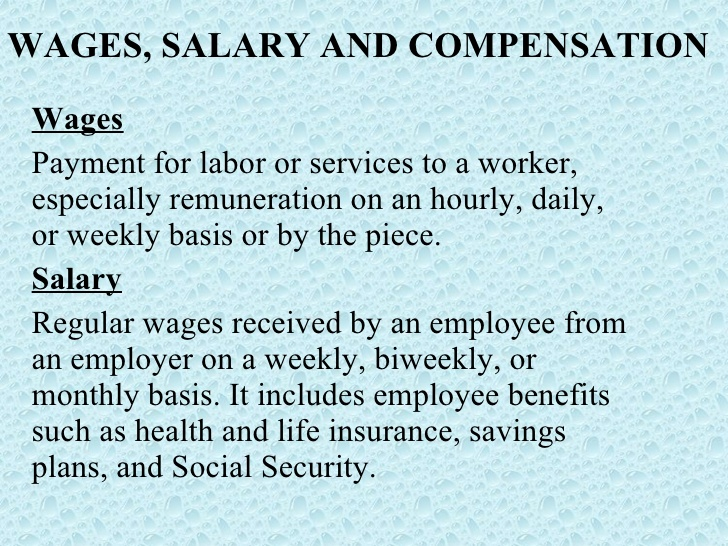 WAGES, SALARY AND COMPENSATION
Wages
Payment for labor or services to a worker,
especially remuneration on an hourly, daily,
or weekly basis or by the piece.
Salary
Regular wages received by an employee from
an employer on a weekly, biweekly, or
monthly basis. It includes employee benefits
such as health and life insurance, savings
plans, and Social Security.